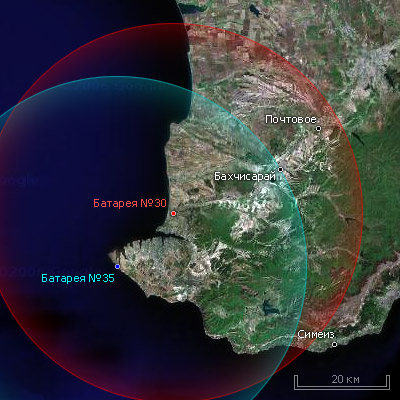 Почтовое
Бахчисарай
Батарея №30
Батарея №35
Симеиз
20 км